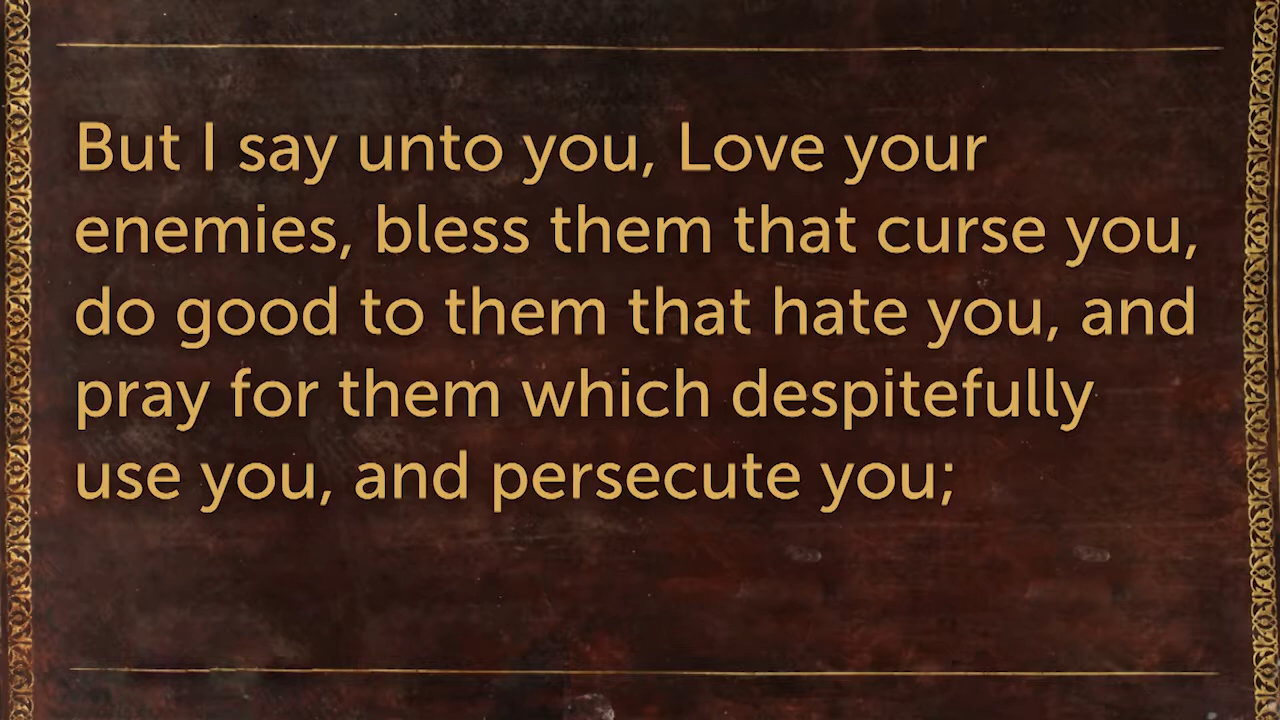 But I say unto you, Love your
enemies, bless them that curse you,
do good to them that hate you, and
pray for them which despitefully
use you, and persecute you;